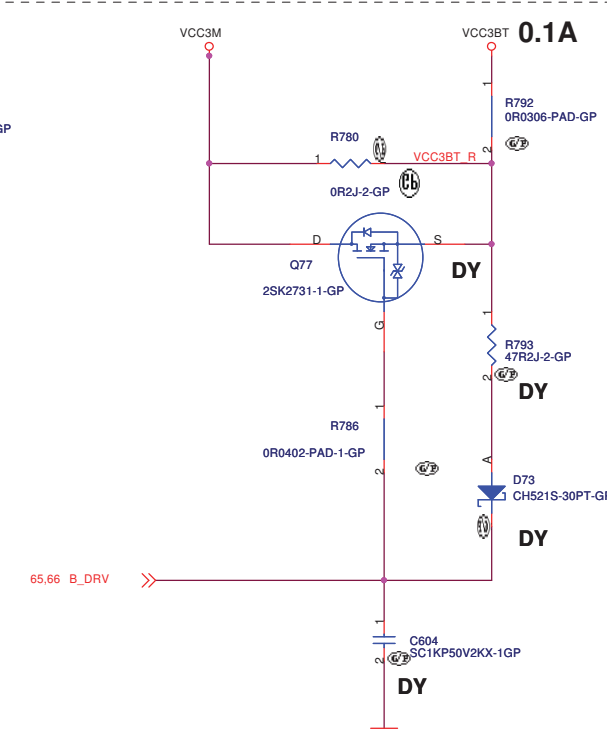 VCC3M
VCC3BT 0.1A
1
R792
0R0306-PAD-GP
2
G/P
GP
R780
1
VCC3BT_R
0R2J-2-GP
D
S
Q77
2SK2731-1-GP
DY
G
1
R793
47R2J-2-GP
2
G/P
DY
1
R786
0R0402-PAD-1-GP
2
G/P
A
D73
CH521S-30PT-G
DY
65,66 B_DRV
1
C604
SC1KP50V2KX-1GP
2
G/P
DY